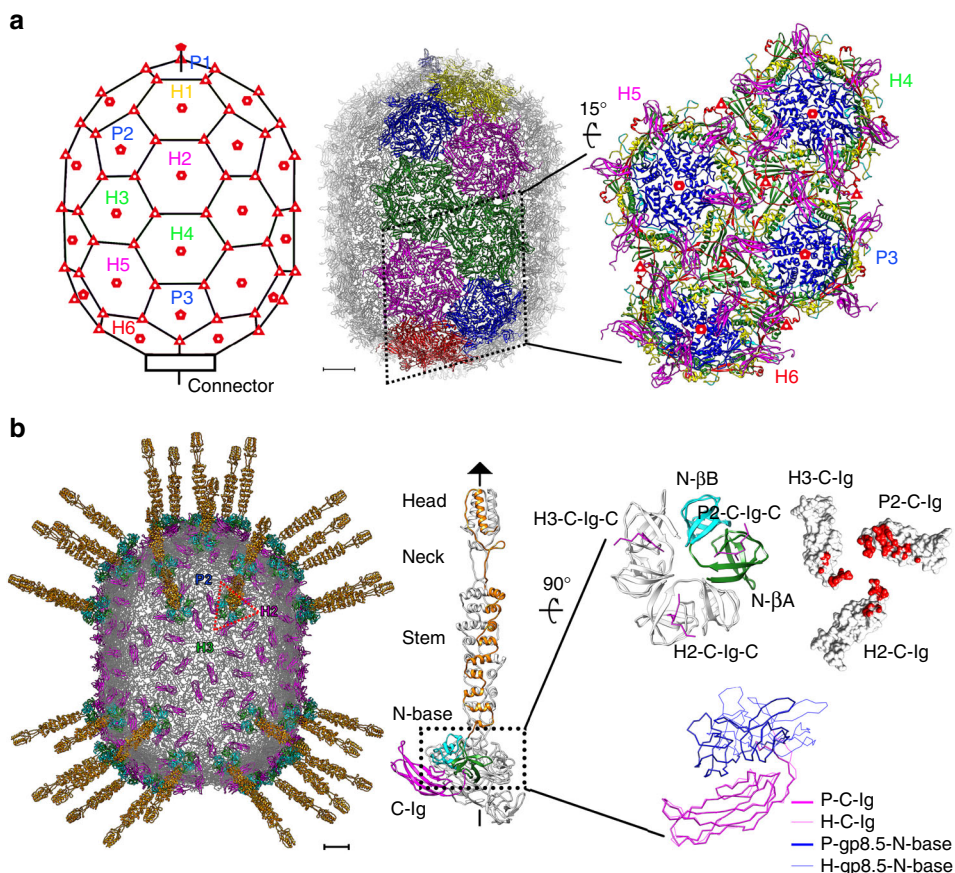 a
P1
H1
P2
H2
H3
H4
H5
P3
H6
Connector
15°
H5
H4
P3
H6
b
P2
H2
H3
Head
Neck
Stem
N-base
C-Ig
90°
N-βB
H3-C-Ig-C
P2-C-Ig-C
N-βA
H2-C-Ig-C
H3-C-Ig
P2-C-Ig
H2-C-Ig
P-C-Ig
H-C-Ig
P-gp8.5-N-base
H-gp8.5-N-base